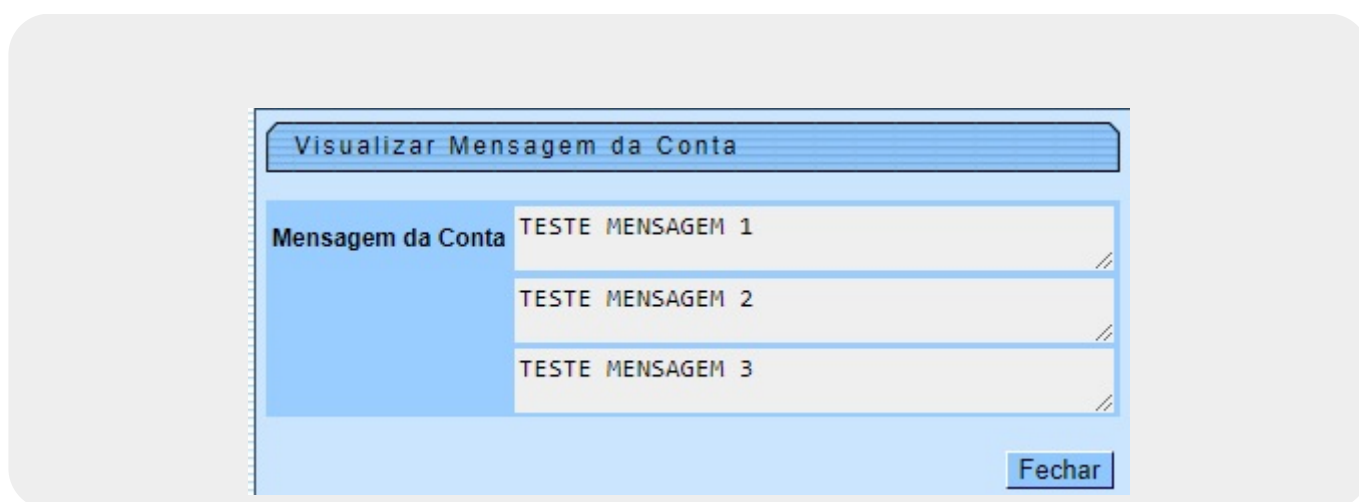 Visualizar Mensagem da Conta
Mensagem da Conta TESTE MENSAGEM 1
TESTE MENSAGEM 2
TESTE MENSAGEM 3
Fechar